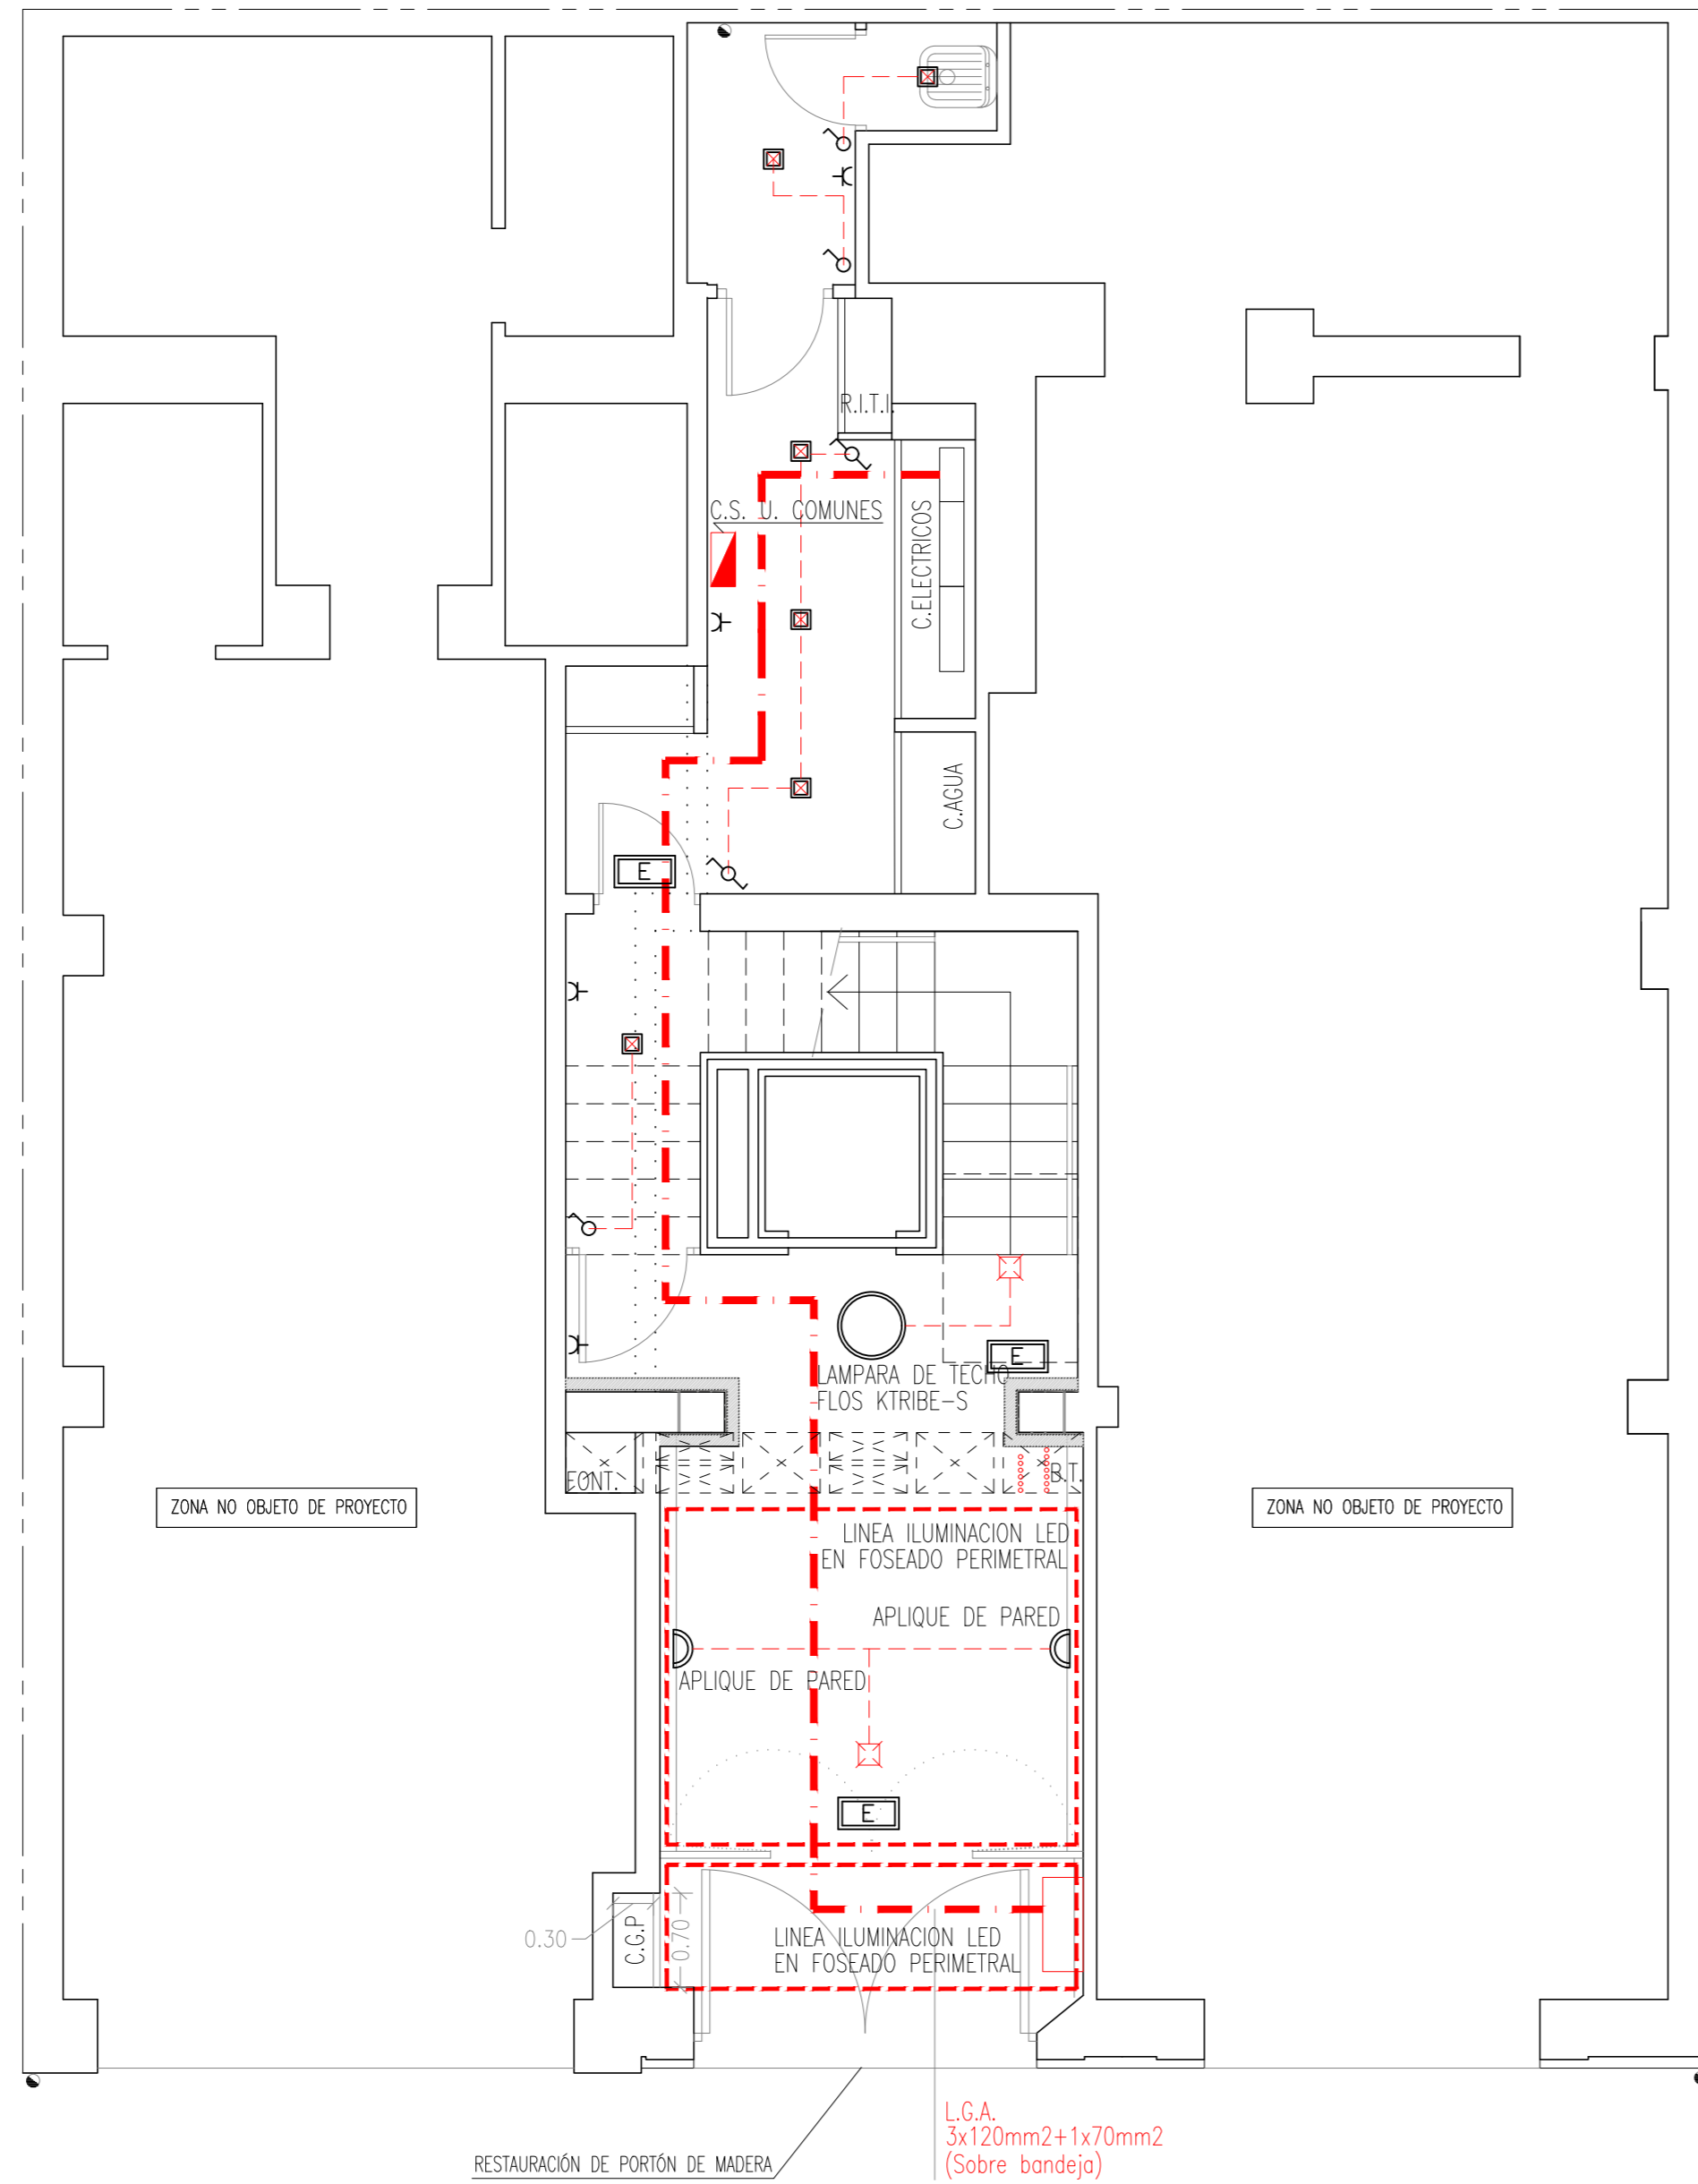 R.I.T.I.
C.S. U. COMUNES
C.ELECTRICOS
C.AGUA
E
E
LAMPARA DE TECHO
FLOS KTRIBE-S
FONT.
B.T.
ZONA NO OBJETO DE PROYECTO
ZONA NO OBJETO DE PROYECTO
LINEA ILUMINACION LED
EN FOSEADO PERIMETRAL
APLIQUE DE PARED
APLIQUE DE PARED
E
0.30
C.G.P
0.70
LINEA ILUMINACION LED
EN FOSEADO PERIMETRAL
L.G.A.
3x120mm2+1x70mm2
(Sobre bandeja)
RESTAURACIÓN DE PORTÓN DE MADERA